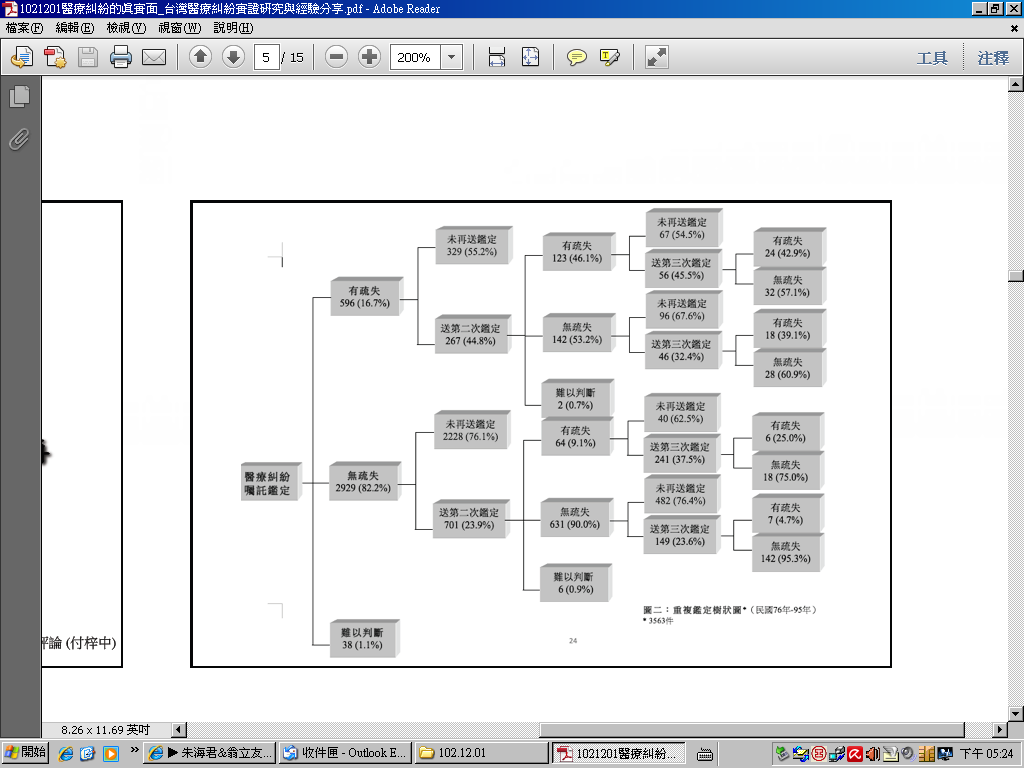 1021201醫療糾紛的真實面_台灣醫療糾紛實證研究與經驗分享.pdf - Adobe Reader
檔案(F) 編輯(E) 檢視(V) 視窗(W) 說明(H)
5 / 15 200% 工具 注釋
評論 (付梓中)
醫療糾紛
囑託鑑定
有疏失
596 (16.7%)
未再送鑑定
329 (55.2%)
送第二次鑑定
267 (44.8%)
有疏失
123 (46.1%)
未再送鑑定
67 (54.5%)
送第三次鑑定
56 (45.5%)
有疏失
24 (42.9%)
無疏失
32 (57.1%)
無疏失
142 (53.2%)
未再送鑑定
96 (67.6%)
送第三次鑑定
46 (32.4%)
有疏失
18 (39.1%)
無疏失
28 (60.9%)
難以判斷
2 (0.7%)
無疏失
2929 (82.2%)
未再送鑑定
2228 (76.1%)
送第二次鑑定
701 (23.9%)
有疏失
64 (9.1%)
未再送鑑定
40 (62.5%)
送第三次鑑定
241 (37.5%)
有疏失
6 (25.0%)
無疏失
18 (75.0%)
無疏失
631 (90.0%)
未再送鑑定
482 (76.4%)
送第三次鑑定
149 (23.6%)
有疏失
7 (4.7%)
無疏失
142 (95.3%)
難以判斷
6 (0.9%)
難以判斷
38 (1.1%)
圖二：重複鑑定樹狀圖*（民國76年-95年）
* 3563件
24
8.26 x 11.69 英吋
開始 » ▶ 朱海君&翁立友... 收件匣 - Outlook E... 102.12.01 1021201醫療糾紛... 下午 05:24